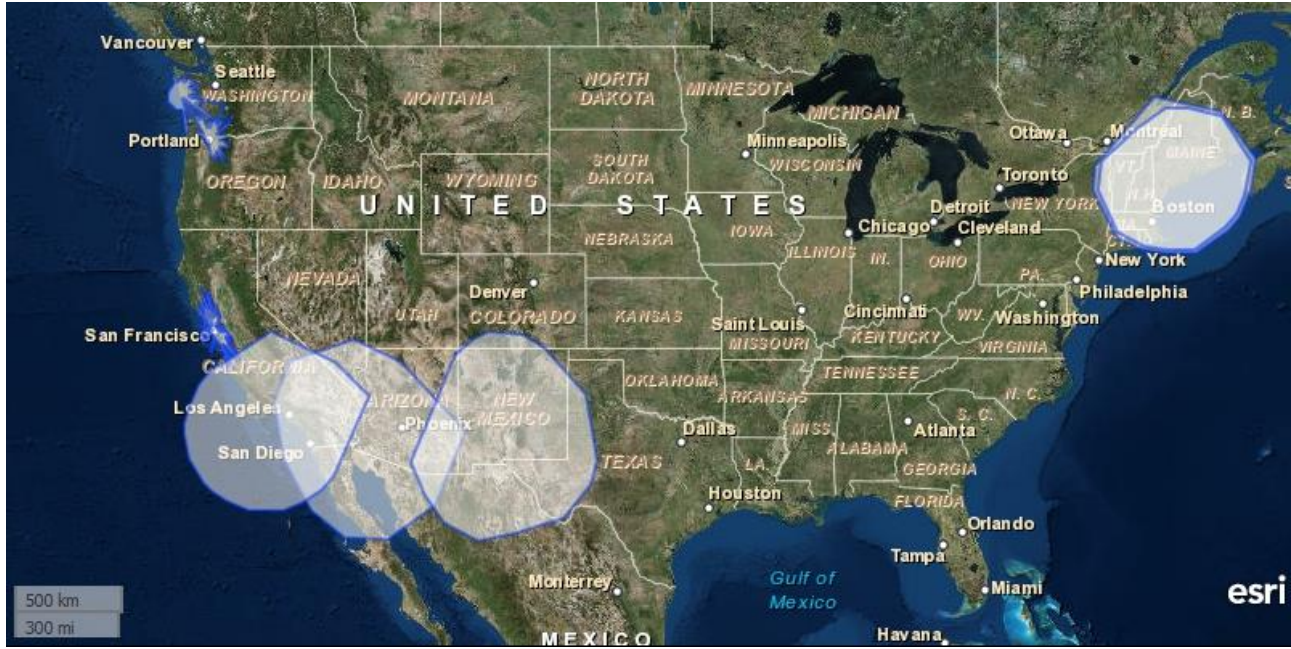 Vancouver
Seattle
WASHINGTON
MONTANA
NORTH
DAKOTA
MINNESOTA
MICHIGAN
Ottawa
Montréal
N. B.
MAINE
VT.
Portland
Minneapolis
WISCONSIN
SOUTH
DAKOTA
Toronto
OREGON
IDAHO
WYOMING
UNITED STATES
NEW YORK
N.H.
Boston
Detroit
Chicago
Cleveland
IOWA
NEBRASKA
ILLINOIS
IN.
OHIO
PA.
CT.
New York
NEVADA
UTAH
Denver
COLORADO
KANSAS
Saint Louis
MISSOURI
Cincinnati
WV.
Washington
Philadelphia
San Francisco
KENTUCKY
VIRGINIA
CALIFORNIA
TENNESSEE
OKLAHOMA
ARKANSAS
N. C.
Los Angeles
ARIZONA
Phoenix
NEW
MEXICO
S. C.
Atlanta
San Diego
Dallas
MISS.
ALABAMA
TEXAS
LA.
GEORGIA
Houston
FLORIDA
Orlando
Tampa
Gulf of
Mexico
Miami
Monterrey
esri
500 km
300 mi
MEXICO
Havana